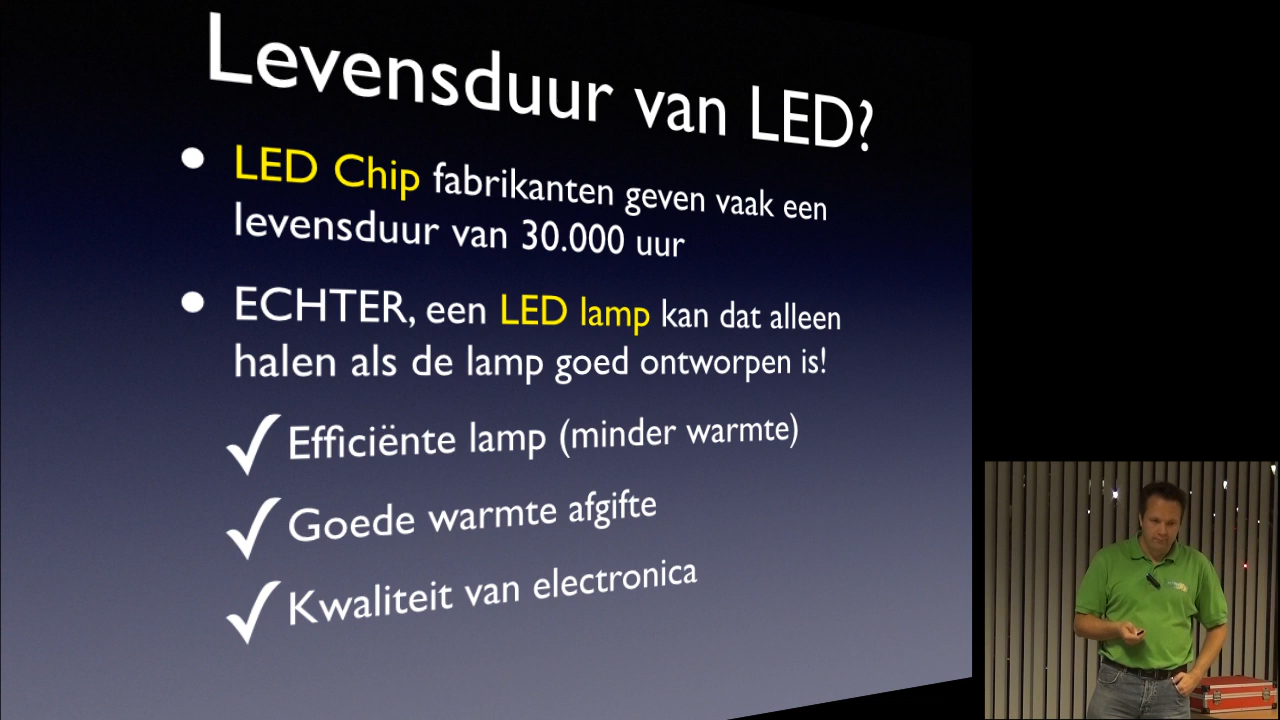 Levensduur van LED?
LED Chip fabrikanten geven vaak een
levensduur van 30.000 uur
ECHTER, een LED lamp kan dat alleen
halen als de lamp goed ontworpen is!
Efficiënte lamp (minder warmte)
Goede warmte afgifte
Kwaliteit van electronica